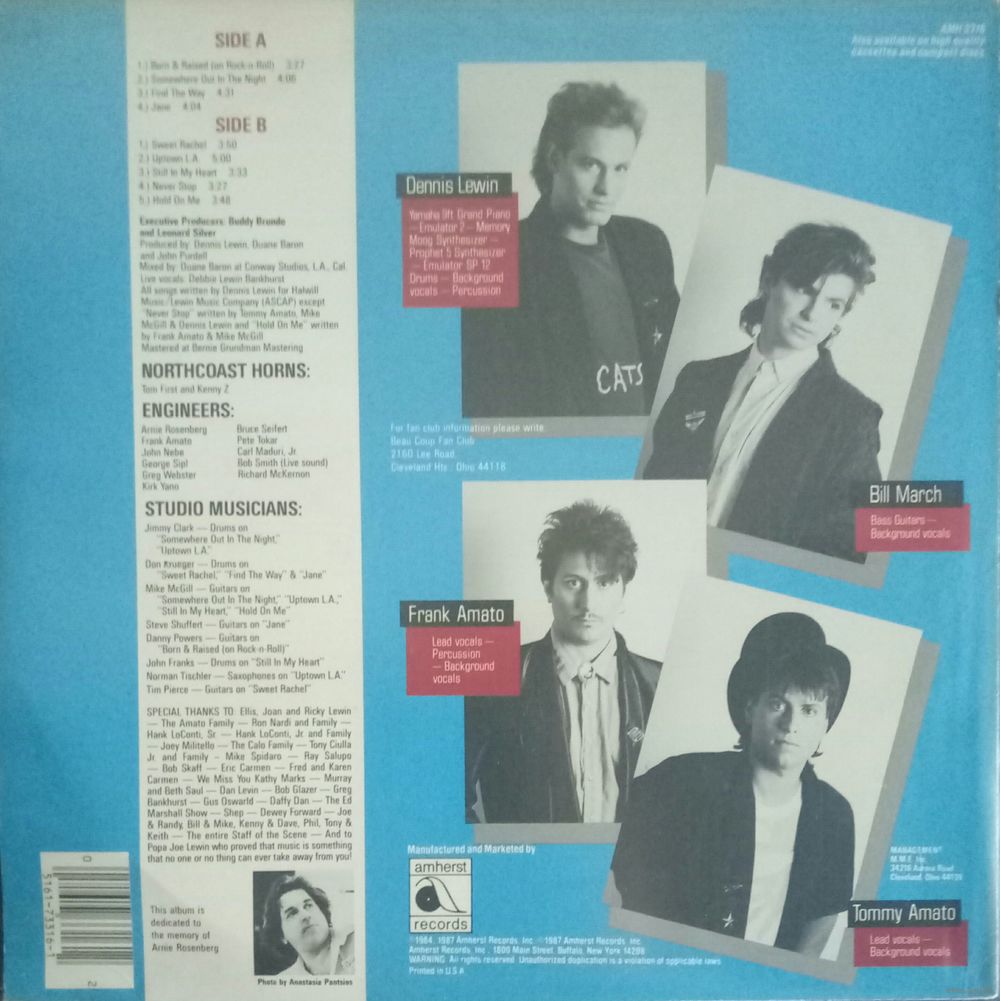 SIDE A
1.) Born & Raised (on Rock-n-Roll) 3:27
2.) Somewhere Out In The Night 4:06
3.) Find The Way 4:31
4.) Jane 4:04
SIDE B
1.) Sweet Rachel 3:50
2.) Uptown L.A. 5:00
3.) Still In My Heart 3:33
4.) Never Stop 3:27
5.) Hold On Me 3:48
Executive Producers: Buddy Brundo
and Leonard Silver
Produced by: Dennis Lewin, Duane Baron
and John Purdell
Mixed by: Duane Baron at Conway Studios, L.A., Cal.
Live vocals: Debbie Lewin Bankhurst
All songs written by Dennis Lewin for Halwill
Music/Lewin Music Company (ASCAP) except
"Never Stop" written by Tommy Amato, Mike
McGill & Dennis Lewin and "Hold On Me" written
by Frank Amato & Mike McGill
Mastered at Bernie Grundman Mastering
NORTHCOAST HORNS:
Tom First and Kenny Z
ENGINEERS:
Arnie Rosenberg Bruce Seifert
Frank Amato Pete Tokar
John Nebe Carl Maduri, Jr.
George Sipl Bob Smith (Live sound)
Greg Webster Richard McKernon
Kirk Yano
STUDIO MUSICIANS:
Jimmy Clark — Drums on
"Somewhere Out In The Night,"
"Uptown L.A."
Don Krueger — Drums on
"Sweet Rachel," "Find The Way" & "Jane"
Mike McGill — Guitars on
"Somewhere Out In The Night," "Uptown L.A.,"
"Still In My Heart," "Hold On Me"
Steve Shuffert — Guitars on "Jane"
Danny Powers — Guitars on
"Born & Raised (on Rock-n-Roll)"
John Franks — Drums on "Still In My Heart"
Norman Tischler — Saxophones on "Uptown L.A."
Tim Pierce — Guitars on "Sweet Rachel"
SPECIAL THANKS TO: Ellis, Joan and Ricky Lewin
— The Amato Family — Ron Nardi and Family —
Hank LoConti, Sr — Hank LoConti, Jr. and Family
— Joey Militello — The Calo Family — Tony Ciulla
Jr. and Family – Mike Spidaro — Ray Salupo
— Bob Skaff — Eric Carmen — Fred and Karen
Carmen — We Miss You Kathy Marks — Murray
and Beth Saul — Dan Levin — Bob Glazer — Greg
Bankhurst — Gus Oswarld — Daffy Dan — The Ed
Marshall Show — Shep — Dewey Forward — Joe
& Randy, Bill & Mike, Kenny & Dave, Phil, Tony &
Keith — The entire Staff of the Scene — And to
Popa Joe Lewin who proved that music is something
that no one or no thing can ever take away from you!
This album is
dedicated to
the memory of
Arnie Rosenberg
Photo by Anastasia Pantsios
0
5161-73316-1
2
AMH 3316
Also available on high quality
cassettes and compact discs
Dennis Lewin
Yamaha 9ft Grand Piano
— Emulator 2 — Memory
Moog Synthesizer —
Prophet 5 Synthesizer
— Emulator SP 12
Drums — Background
vocals — Percussion
CATS
For fan club information please write:
Beau Coup Fan Club
2160 Lee Road
Cleveland Hts., Ohio 44118
Bill March
Bass Guitars —
Background vocals
Frank Amato
Lead vocals —
Percussion
— Background
vocals
Tommy Amato
Lead vocals —
Background vocals
MANAGEMENT
M.M.E. Inc.
34216 Aurora Road
Cleveland, Ohio 44139
Manufactured and Marketed by
amherst
records
©1984, 1987 Amherst Records, Inc. ℗1987 Amherst Records, Inc.
Amherst Records, Inc., 1800 Main Street, Buffalo, New York 14208
WARNING: All rights reserved. Unauthorized duplication is a violation of applicable laws.
Printed in U.S.A.